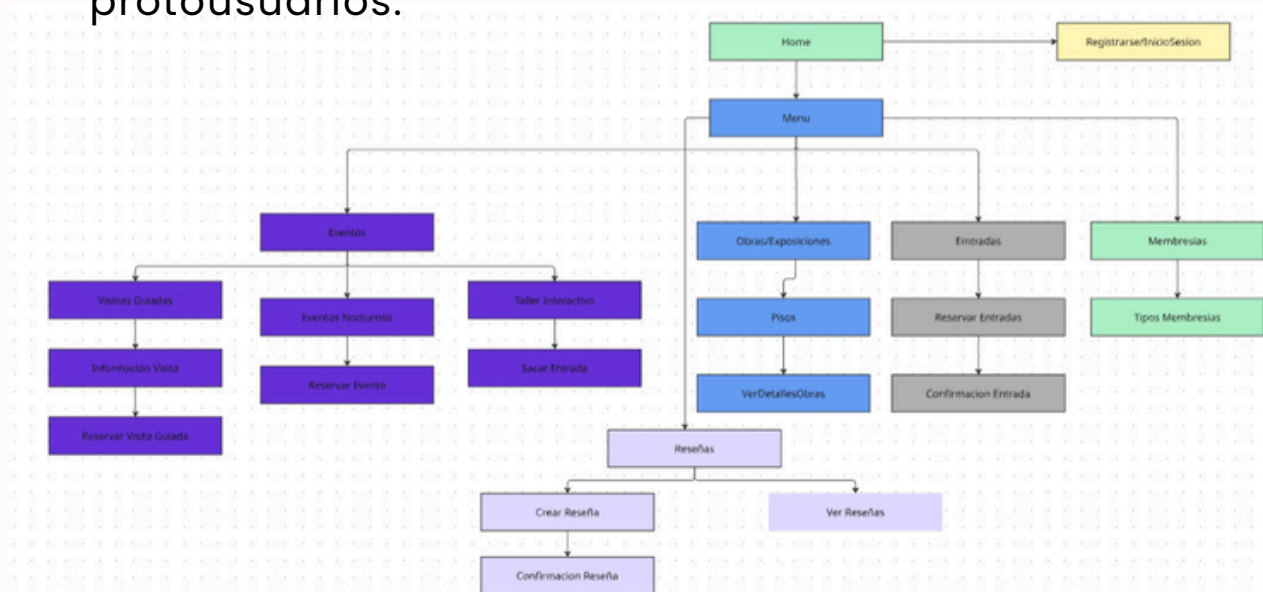 protousuarios.
Home
Registrarse/InicioSesion
Menu
Eventos
Obras/Exposiciones
Entradas
Membresias
Visitias Guiadas
Eventos Nocturnos
Taller Interactivo
Pisos
Reservar Entradas
Tipos Membresias
Informacion Visita
Reservar Evento
Sacar Entrada
VerDetallesObras
Confirmacion Entrada
Reservar Visita Guiada
Reseñas
Crear Reseña
Ver Reseñas
Confirmacion Reseña